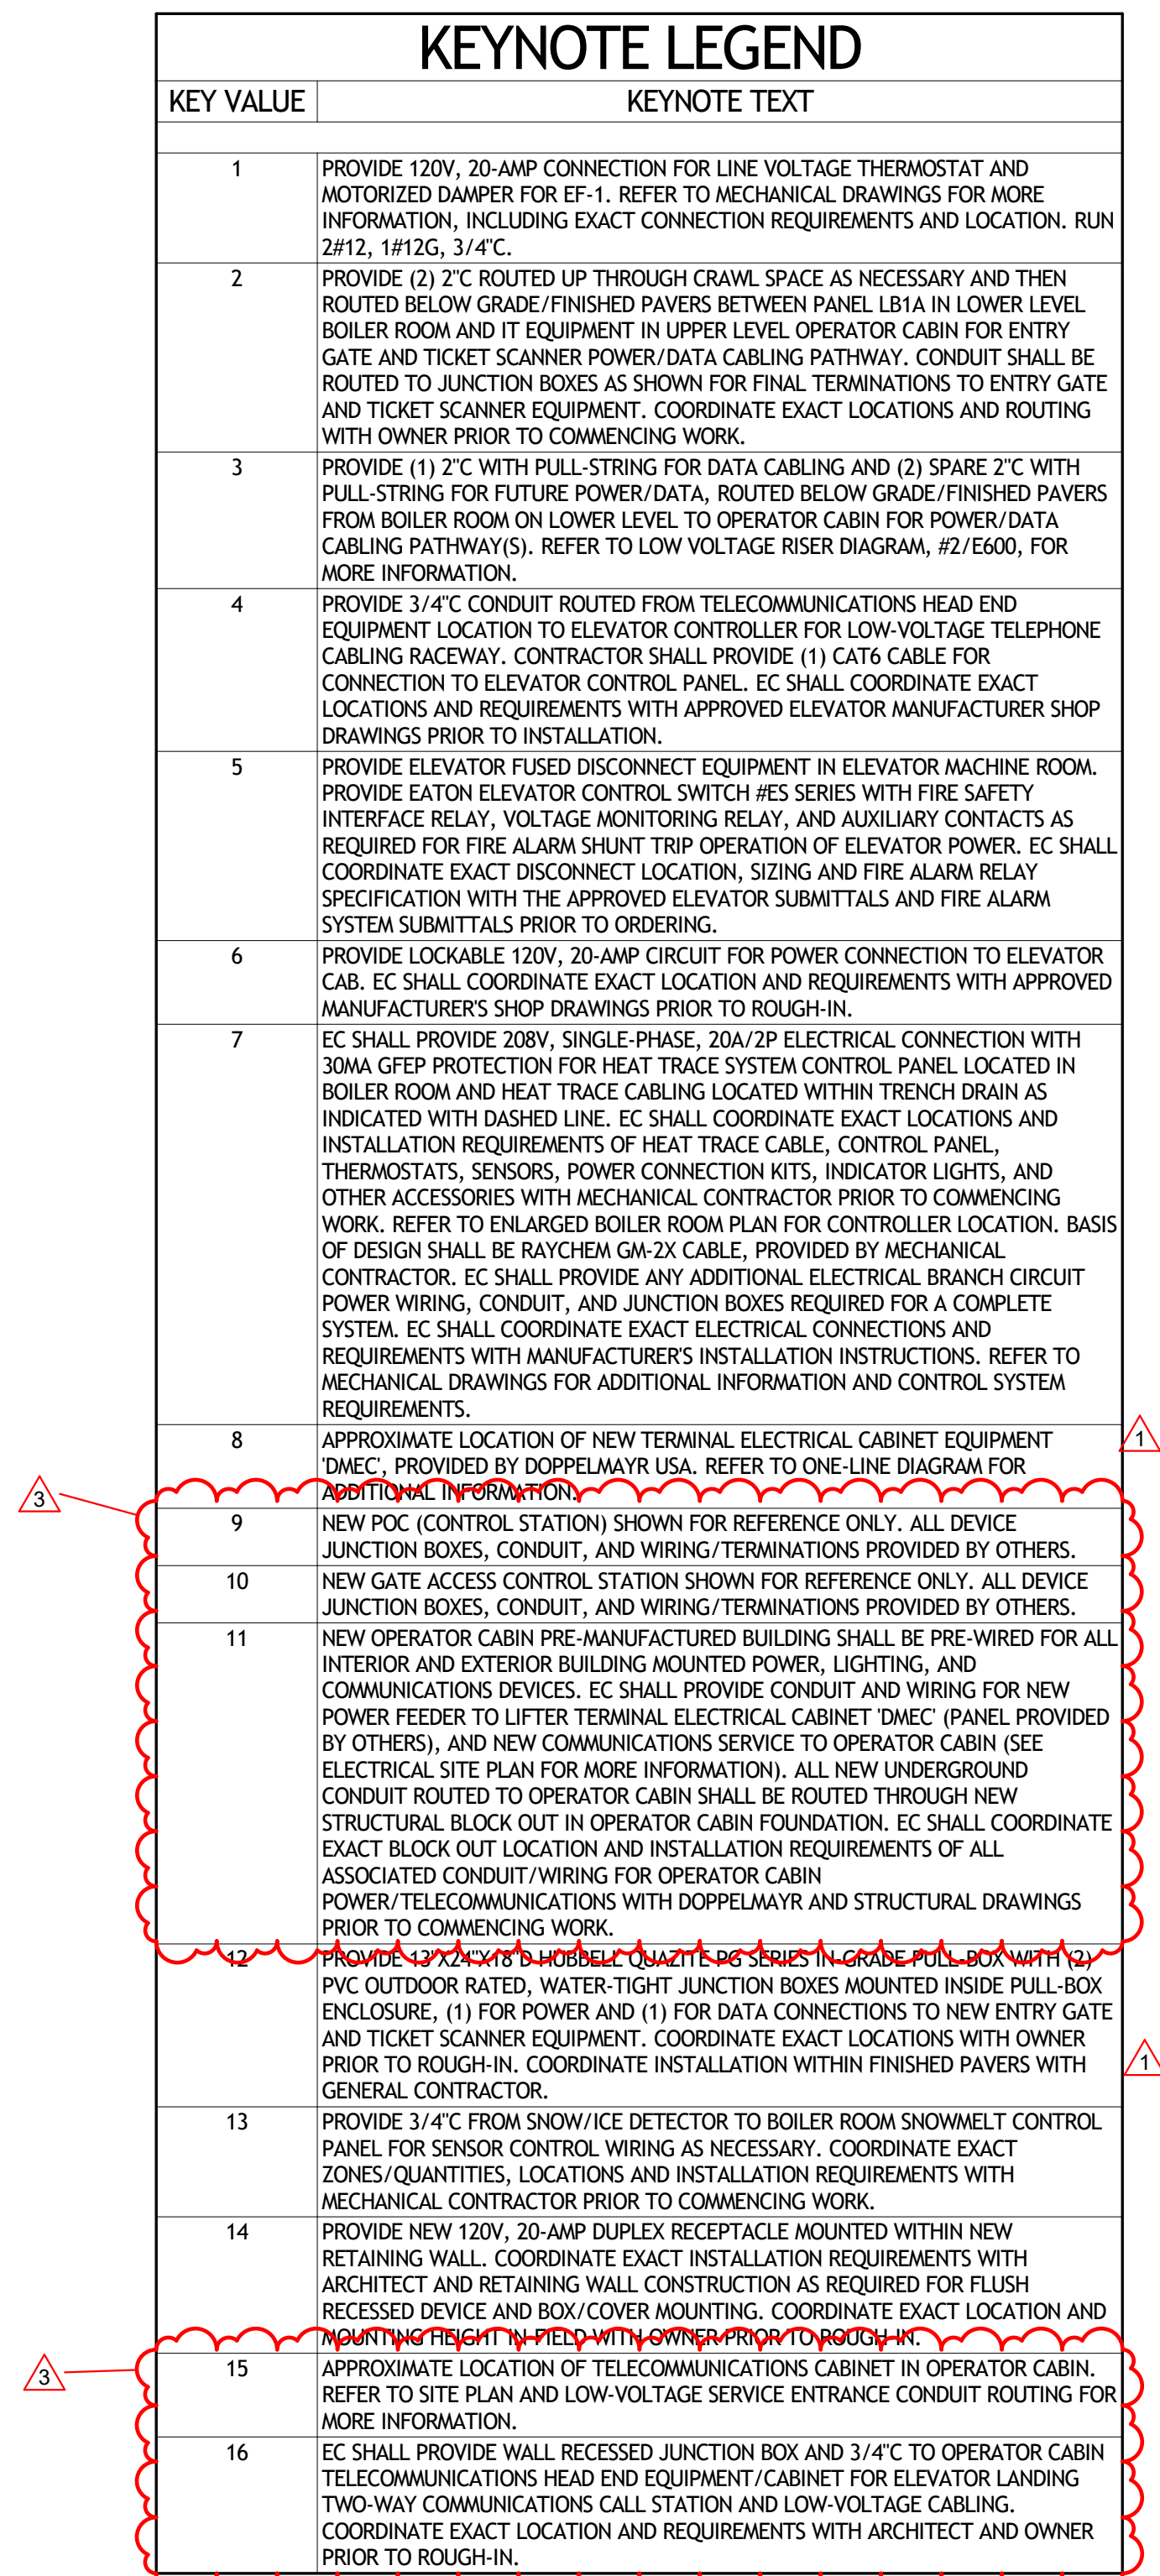 KEYNOTE LEGEND
KEY VALUE KEYNOTE TEXT
1 PROVIDE 120V, 20-AMP CONNECTION FOR LINE VOLTAGE THERMOSTAT AND
MOTORIZED DAMPER FOR EF-1. REFER TO MECHANICAL DRAWINGS FOR MORE
INFORMATION, INCLUDING EXACT CONNECTION REQUIREMENTS AND LOCATION. RUN
2#12, 1#12G, 3/4"C.
2 PROVIDE (2) 2"C ROUTED UP THROUGH CRAWL SPACE AS NECESSARY AND THEN
ROUTED BELOW GRADE/FINISHED PAVERS BETWEEN PANEL LB1A IN LOWER LEVEL
BOILER ROOM AND IT EQUIPMENT IN UPPER LEVEL OPERATOR CABIN FOR ENTRY
GATE AND TICKET SCANNER POWER/DATA CABLING PATHWAY. CONDUIT SHALL BE
ROUTED TO JUNCTION BOXES AS SHOWN FOR FINAL TERMINATIONS TO ENTRY GATE
AND TICKET SCANNER EQUIPMENT. COORDINATE EXACT LOCATIONS AND ROUTING
WITH OWNER PRIOR TO COMMENCING WORK.
3 PROVIDE (1) 2"C WITH PULL-STRING FOR DATA CABLING AND (2) SPARE 2"C WITH
PULL-STRING FOR FUTURE POWER/DATA, ROUTED BELOW GRADE/FINISHED PAVERS
FROM BOILER ROOM ON LOWER LEVEL TO OPERATOR CABIN FOR POWER/DATA
CABLING PATHWAY(S). REFER TO LOW VOLTAGE RISER DIAGRAM, #2/E600, FOR
MORE INFORMATION.
4 PROVIDE 3/4"C CONDUIT ROUTED FROM TELECOMMUNICATIONS HEAD END
EQUIPMENT LOCATION TO ELEVATOR CONTROLLER FOR LOW-VOLTAGE TELEPHONE
CABLING RACEWAY. CONTRACTOR SHALL PROVIDE (1) CAT6 CABLE FOR
CONNECTION TO ELEVATOR CONTROL PANEL. EC SHALL COORDINATE EXACT
LOCATIONS AND REQUIREMENTS WITH APPROVED ELEVATOR MANUFACTURER SHOP
DRAWINGS PRIOR TO INSTALLATION.
5 PROVIDE ELEVATOR FUSED DISCONNECT EQUIPMENT IN ELEVATOR MACHINE ROOM.
PROVIDE EATON ELEVATOR CONTROL SWITCH #ES SERIES WITH FIRE SAFETY
INTERFACE RELAY, VOLTAGE MONITORING RELAY, AND AUXILIARY CONTACTS AS
REQUIRED FOR FIRE ALARM SHUNT TRIP OPERATION OF ELEVATOR POWER. EC SHALL
COORDINATE EXACT DISCONNECT LOCATION, SIZING AND FIRE ALARM RELAY
SPECIFICATION WITH THE APPROVED ELEVATOR SUBMITTALS AND FIRE ALARM
SYSTEM SUBMITTALS PRIOR TO ORDERING.
6 PROVIDE LOCKABLE 120V, 20-AMP CIRCUIT FOR POWER CONNECTION TO ELEVATOR
CAB. EC SHALL COORDINATE EXACT LOCATION AND REQUIREMENTS WITH APPROVED
MANUFACTURER'S SHOP DRAWINGS PRIOR TO ROUGH-IN.
7 EC SHALL PROVIDE 208V, SINGLE-PHASE, 20A/2P ELECTRICAL CONNECTION WITH
30MA GFEP PROTECTION FOR HEAT TRACE SYSTEM CONTROL PANEL LOCATED IN
BOILER ROOM AND HEAT TRACE CABLING LOCATED WITHIN TRENCH DRAIN AS
INDICATED WITH DASHED LINE. EC SHALL COORDINATE EXACT LOCATIONS AND
INSTALLATION REQUIREMENTS OF HEAT TRACE CABLE, CONTROL PANEL,
THERMOSTATS, SENSORS, POWER CONNECTION KITS, INDICATOR LIGHTS, AND
OTHER ACCESSORIES WITH MECHANICAL CONTRACTOR PRIOR TO COMMENCING
WORK. REFER TO ENLARGED BOILER ROOM PLAN FOR CONTROLLER LOCATION. BASIS
OF DESIGN SHALL BE RAYCHEM GM-2X CABLE, PROVIDED BY MECHANICAL
CONTRACTOR. EC SHALL PROVIDE ANY ADDITIONAL ELECTRICAL BRANCH CIRCUIT
POWER WIRING, CONDUIT, AND JUNCTION BOXES REQUIRED FOR A COMPLETE
SYSTEM. EC SHALL COORDINATE EXACT ELECTRICAL CONNECTIONS AND
REQUIREMENTS WITH MANUFACTURER'S INSTALLATION INSTRUCTIONS. REFER TO
MECHANICAL DRAWINGS FOR ADDITIONAL INFORMATION AND CONTROL SYSTEM
REQUIREMENTS.
8 APPROXIMATE LOCATION OF NEW TERMINAL ELECTRICAL CABINET EQUIPMENT 1
'DMEC', PROVIDED BY DOPPELMAYR USA. REFER TO ONE-LINE DIAGRAM FOR
ADDITIONAL INFORMATION.
3
9 NEW POC (CONTROL STATION) SHOWN FOR REFERENCE ONLY. ALL DEVICE
JUNCTION BOXES, CONDUIT, AND WIRING/TERMINATIONS PROVIDED BY OTHERS.
10 NEW GATE ACCESS CONTROL STATION SHOWN FOR REFERENCE ONLY. ALL DEVICE
JUNCTION BOXES, CONDUIT, AND WIRING/TERMINATIONS PROVIDED BY OTHERS.
11 NEW OPERATOR CABIN PRE-MANUFACTURED BUILDING SHALL BE PRE-WIRED FOR ALL
INTERIOR AND EXTERIOR BUILDING MOUNTED POWER, LIGHTING, AND
COMMUNICATIONS DEVICES. EC SHALL PROVIDE CONDUIT AND WIRING FOR NEW
POWER FEEDER TO LIFTER TERMINAL ELECTRICAL CABINET 'DMEC' (PANEL PROVIDED
BY OTHERS), AND NEW COMMUNICATIONS SERVICE TO OPERATOR CABIN (SEE
ELECTRICAL SITE PLAN FOR MORE INFORMATION). ALL NEW UNDERGROUND
CONDUIT ROUTED TO OPERATOR CABIN SHALL BE ROUTED THROUGH NEW
STRUCTURAL BLOCK OUT IN OPERATOR CABIN FOUNDATION. EC SHALL COORDINATE
EXACT BLOCK OUT LOCATION AND INSTALLATION REQUIREMENTS OF ALL
ASSOCIATED CONDUIT/WIRING FOR OPERATOR CABIN
POWER/TELECOMMUNICATIONS WITH DOPPELMAYR AND STRUCTURAL DRAWINGS
PRIOR TO COMMENCING WORK.
12 PROVIDE 13"X24"X18"D HUBBELL QUAZITE PG SERIES IN-GRADE PULL-BOX WITH (2)
PVC OUTDOOR RATED, WATER-TIGHT JUNCTION BOXES MOUNTED INSIDE PULL-BOX
ENCLOSURE, (1) FOR POWER AND (1) FOR DATA CONNECTIONS TO NEW ENTRY GATE
AND TICKET SCANNER EQUIPMENT. COORDINATE EXACT LOCATIONS WITH OWNER
PRIOR TO ROUGH-IN. COORDINATE INSTALLATION WITHIN FINISHED PAVERS WITH 1
GENERAL CONTRACTOR.
13 PROVIDE 3/4"C FROM SNOW/ICE DETECTOR TO BOILER ROOM SNOWMELT CONTROL
PANEL FOR SENSOR CONTROL WIRING AS NECESSARY. COORDINATE EXACT
ZONES/QUANTITIES, LOCATIONS AND INSTALLATION REQUIREMENTS WITH
MECHANICAL CONTRACTOR PRIOR TO COMMENCING WORK.
14 PROVIDE NEW 120V, 20-AMP DUPLEX RECEPTACLE MOUNTED WITHIN NEW
RETAINING WALL. COORDINATE EXACT INSTALLATION REQUIREMENTS WITH
ARCHITECT AND RETAINING WALL CONSTRUCTION AS REQUIRED FOR FLUSH
RECESSED DEVICE AND BOX/COVER MOUNTING. COORDINATE EXACT LOCATION AND
MOUNTING HEIGHT IN FIELD WITH OWNER PRIOR TO ROUGH-IN.
3
15 APPROXIMATE LOCATION OF TELECOMMUNICATIONS CABINET IN OPERATOR CABIN.
REFER TO SITE PLAN AND LOW-VOLTAGE SERVICE ENTRANCE CONDUIT ROUTING FOR
MORE INFORMATION.
16 EC SHALL PROVIDE WALL RECESSED JUNCTION BOX AND 3/4"C TO OPERATOR CABIN
TELECOMMUNICATIONS HEAD END EQUIPMENT/CABINET FOR ELEVATOR LANDING
TWO-WAY COMMUNICATIONS CALL STATION AND LOW-VOLTAGE CABLING.
COORDINATE EXACT LOCATION AND REQUIREMENTS WITH ARCHITECT AND OWNER
PRIOR TO ROUGH-IN.